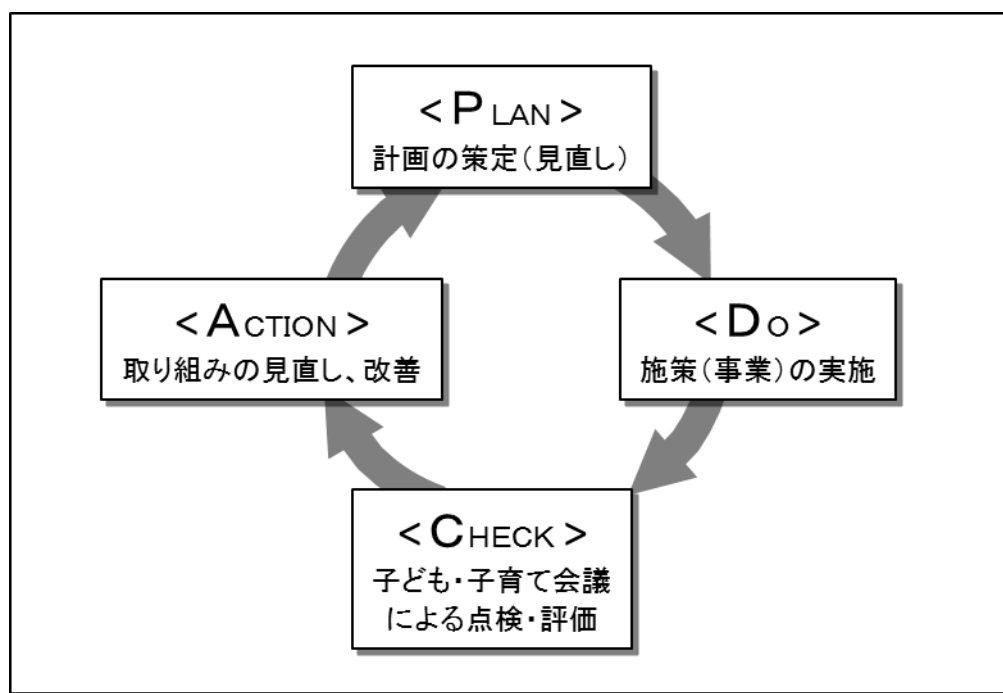 <PLAN>
計画の策定(見直し)
<ACTION>
取り組みの見直し、改善
<DO>
施策(事業)の実施
<CHECK>
子ども・子育て会議
による点検・評価